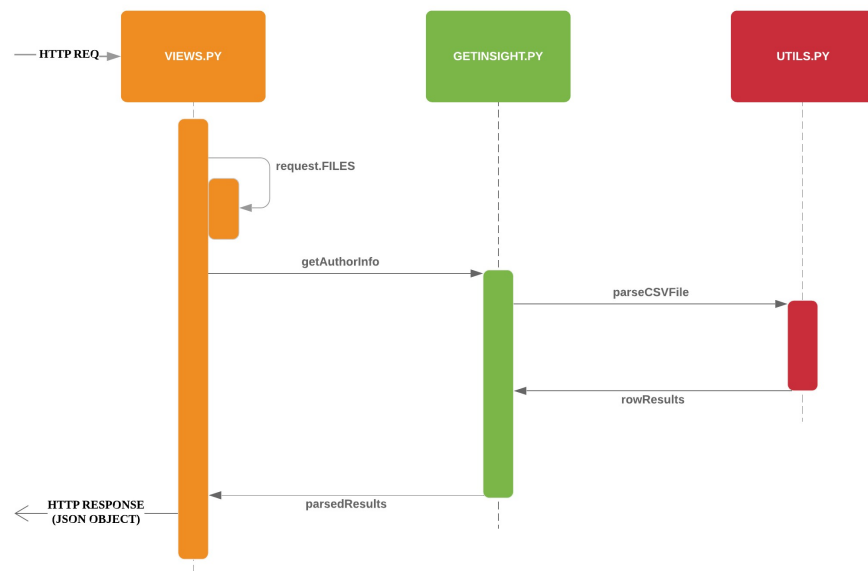 HTTP REQ
VIEWS.PY
GETINSIGHT.PY
UTILS.PY
request.FILES
getAuthorInfo
parseCSVFile
rowResults
parsedResults
HTTP RESPONSE
(JSON OBJECT)